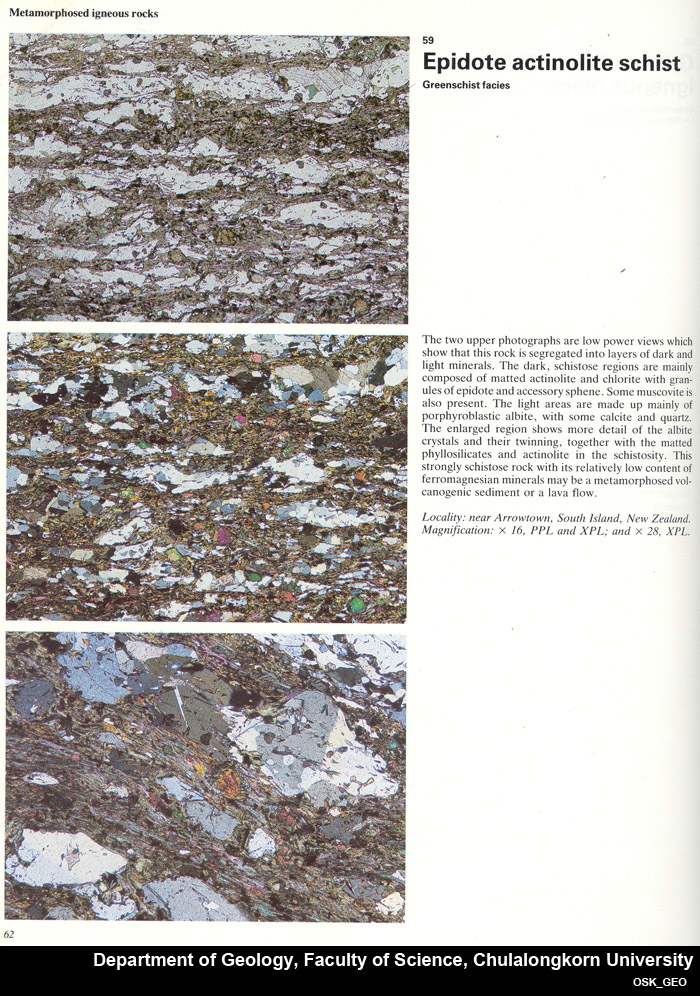 Metamorphosed igneous rocks
59
Epidote actinolite schist
Greenschist facies
The two upper photographs are low power views which
show that this rock is segregated into layers of dark and
light minerals. The dark, schistose regions are mainly
composed of matted actinolite and chlorite with gran-
ules of epidote and accessory sphene. Some muscovite is
also present. The light areas are made up mainly of
porphyroblastic albite, with some calcite and quartz.
The enlarged region shows more detail of the albite
crystals and their twinning, together with the matted
phyllosilicates and actinolite in the schistosity. This
strongly schistose rock with its relatively low content of
ferromagnesian minerals may be a metamorphosed vol-
canogenic sediment or a lava flow.
Locality: near Arrowtown, South Island, New Zealand.
Magnification: × 16, PPL and XPL; and × 28, XPL.
62
Department of Geology, Faculty of Science, Chulalongkorn University
OSK_GEO